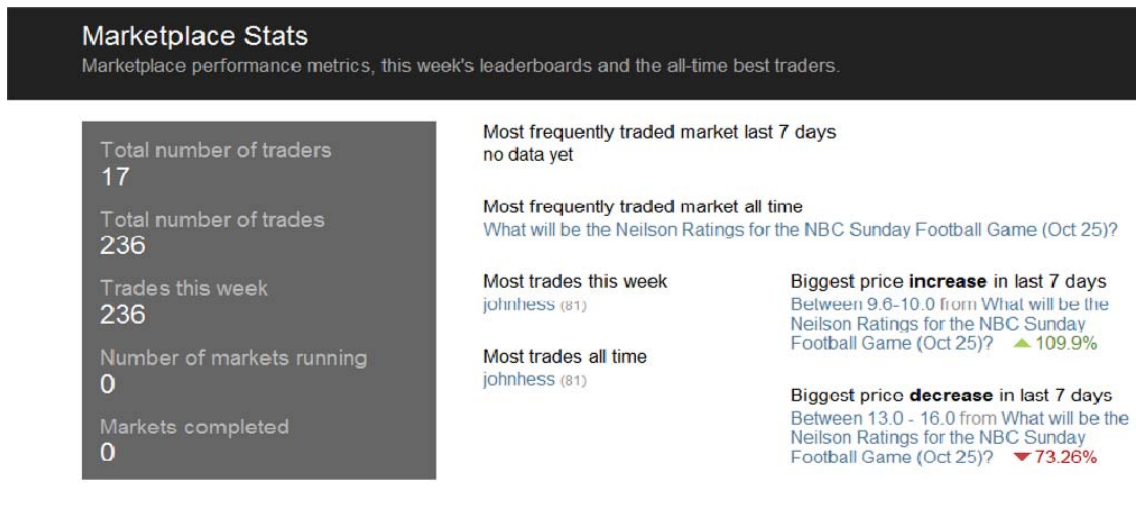 Marketplace Stats
Marketplace performance metrics, this week's leaderboards and the all-time best traders.
Total number of traders
17
Total number of trades
236
Trades this week
236
Number of markets running
0
Markets completed
0
Most frequently traded market last 7 days
no data yet
Most frequently traded market all time
What will be the Neilson Ratings for the NBC Sunday Football Game (Oct 25)?
Most trades this week
johnhess (81)
Most trades all time
johnhess (81)
Biggest price increase in last 7 days
Between 9.6-10.0 from What will be the
Neilson Ratings for the NBC Sunday
Football Game (Oct 25)? ▲ 109.9%
Biggest price decrease in last 7 days
Between 13.0 - 16.0 from What will be the
Neilson Ratings for the NBC Sunday
Football Game (Oct 25)? ▼ 73.26%